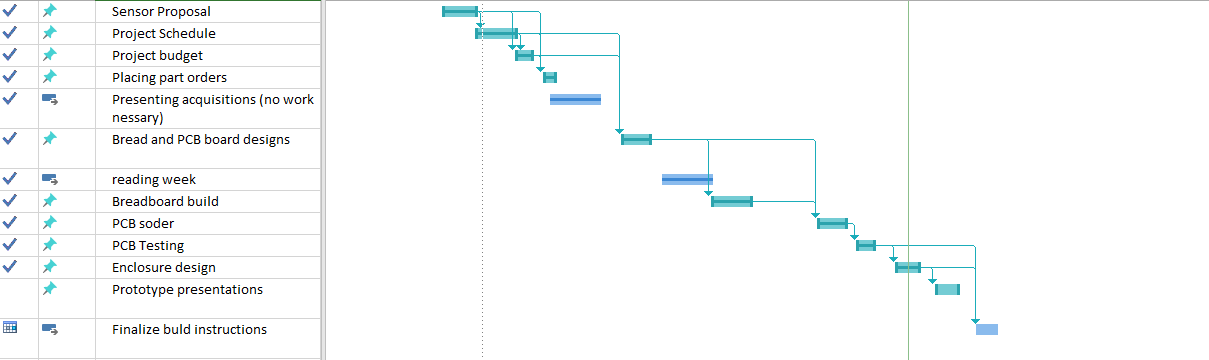 Sensor Proposal
Project Schedule
Project budget
Placing part orders
Presenting acquisitions (no work
nessary)
Bread and PCB board designs
reading week
Breadboard build
PCB soder
PCB Testing
Enclosure design
Prototype presentations
Finalize buld instructions